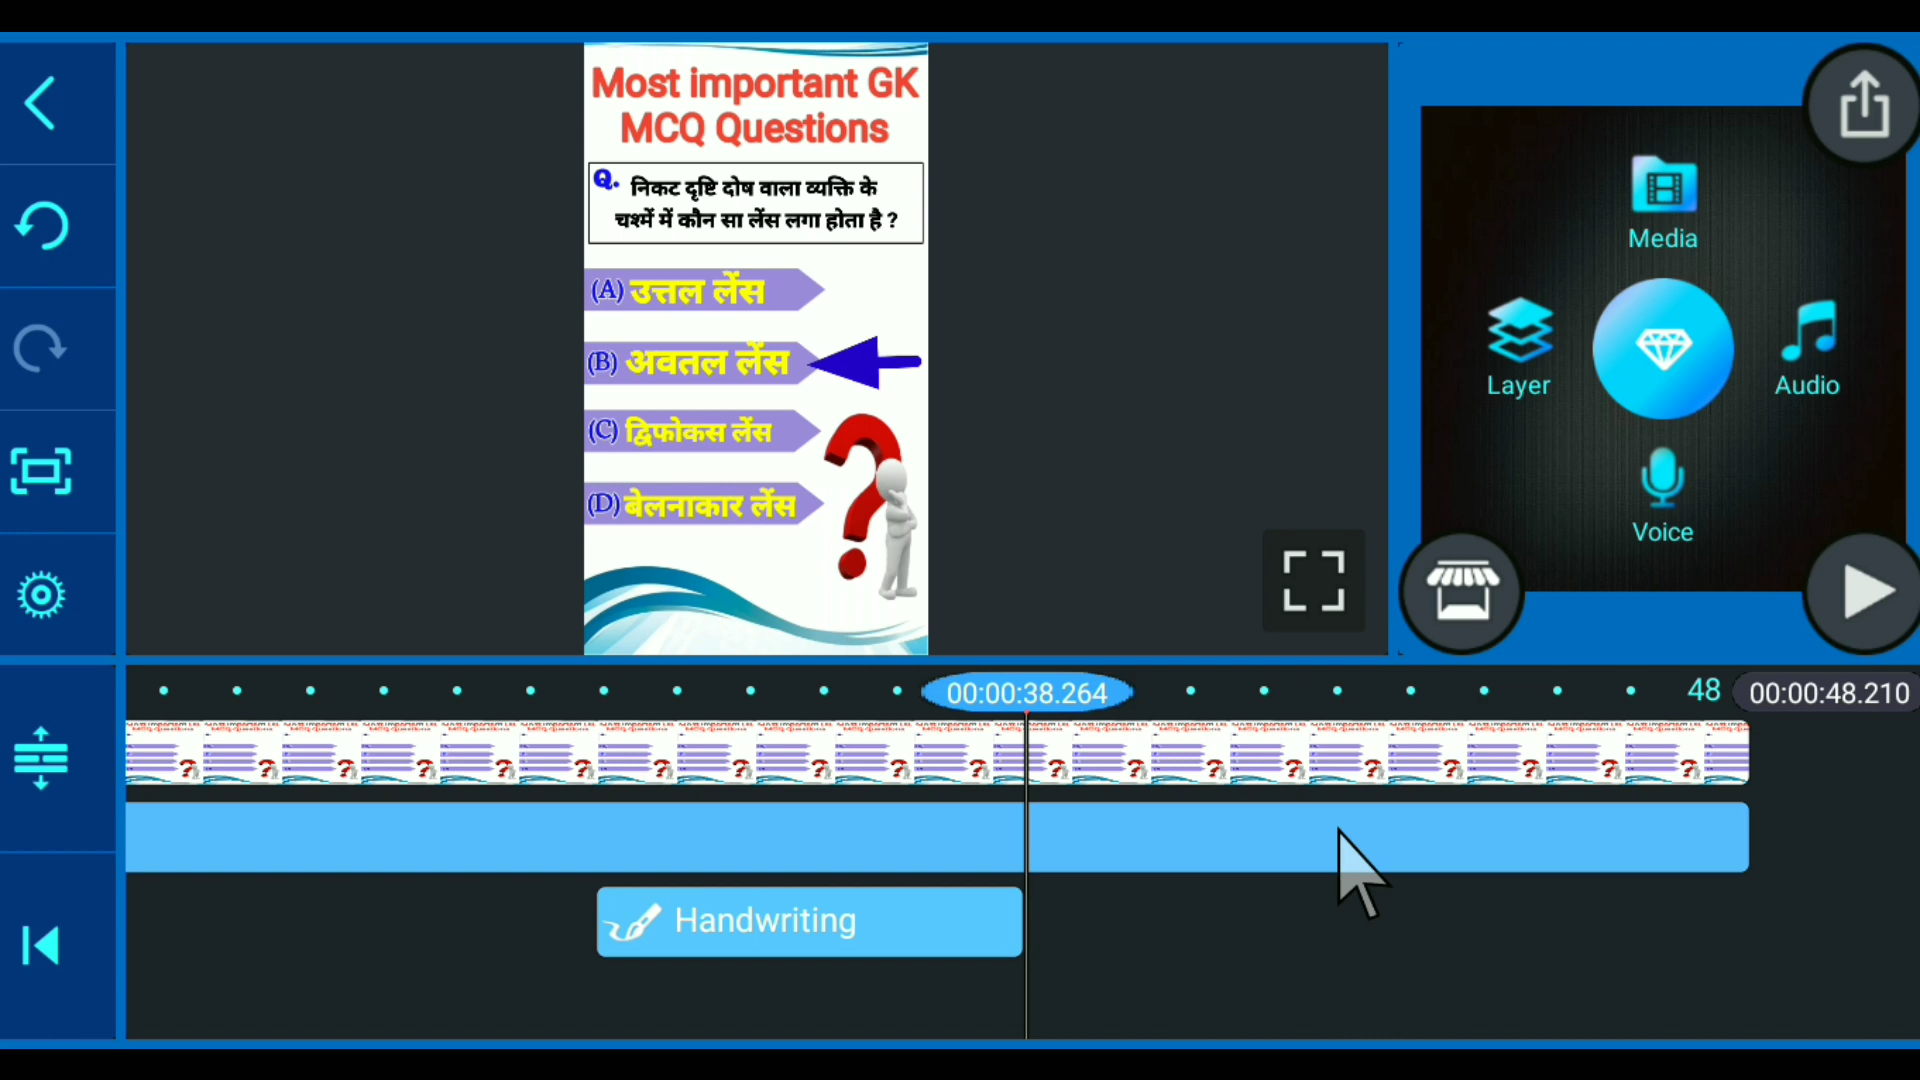 Most important GK
MCQ Questions
Q. निकट दृष्टि दोष वाला व्यक्ति के
चश्में में कौन सा लेंस लगा होता है ?
(A) उत्तल लेंस
(B) अवतल लेंस
(C) द्विफोकस लेंस
(D) बेलनाकार लेंस
Media
Layer
Audio
Voice
00:00:38.264
48
00:00:48.210
Handwriting